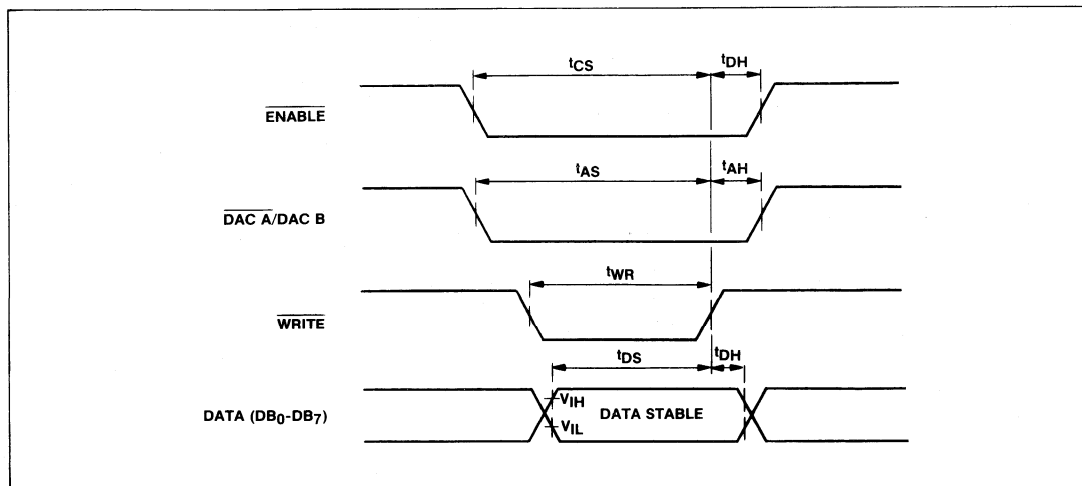 tCS tDH
ENABLE
tAS tAH
DAC A/DAC B
tWR
WRITE
tDS tDH
VIH
DATA (DB0-DB7) DATA STABLE
VIL